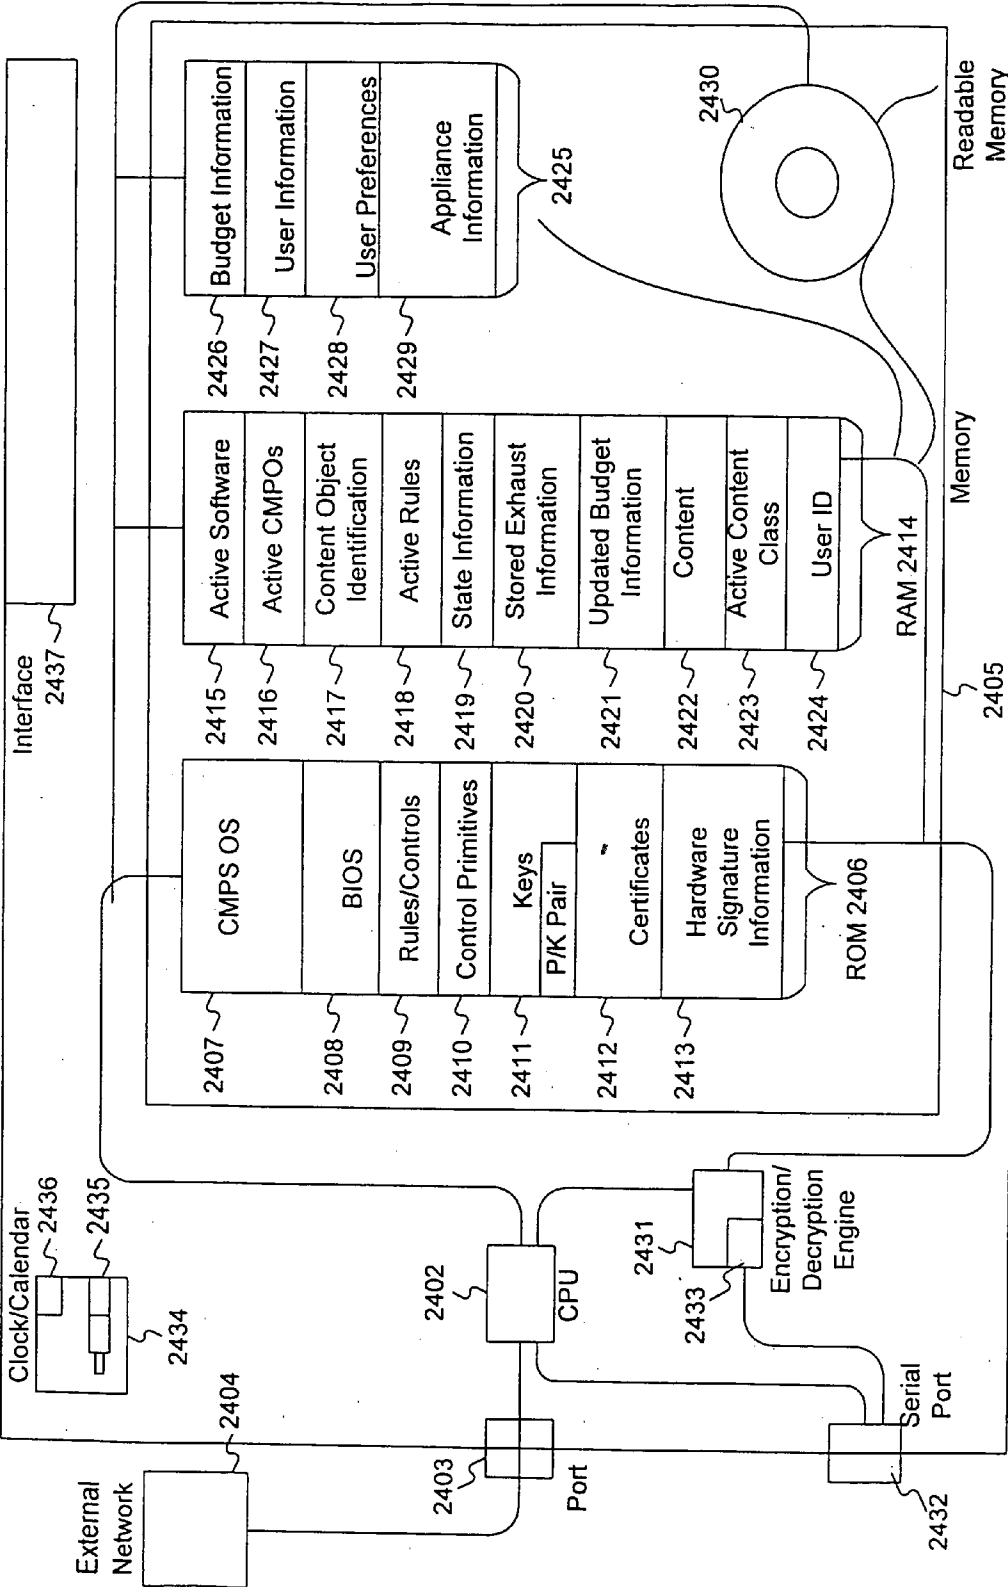 External
Network
2404
Clock/Calendar
2436
2435
2434
Interface
2437
2403
Port
2402
CPU
2431
2433
Encryption/
Decryption
Engine
Serial
Port
2432
2407
CMPS OS
2408
BIOS
2409
Rules/Controls
2410
Control Primitives
2411
Keys
P/K Pair
2412
Certificates
2413
Hardware
Signature
Information
ROM 2406
2415
Active Software
2416
Active CMPOs
2417
Content Object
Identification
2418
Active Rules
2419
State Information
2420
Stored Exhaust
Information
2421
Updated Budget
Information
2422
Content
2423
Active Content
Class
2424
User ID
RAM 2414
2426
Budget Information
2427
User Information
2428
User Preferences
2429
Appliance
Information
2425
2430
Readable
Memory
Memory
2405